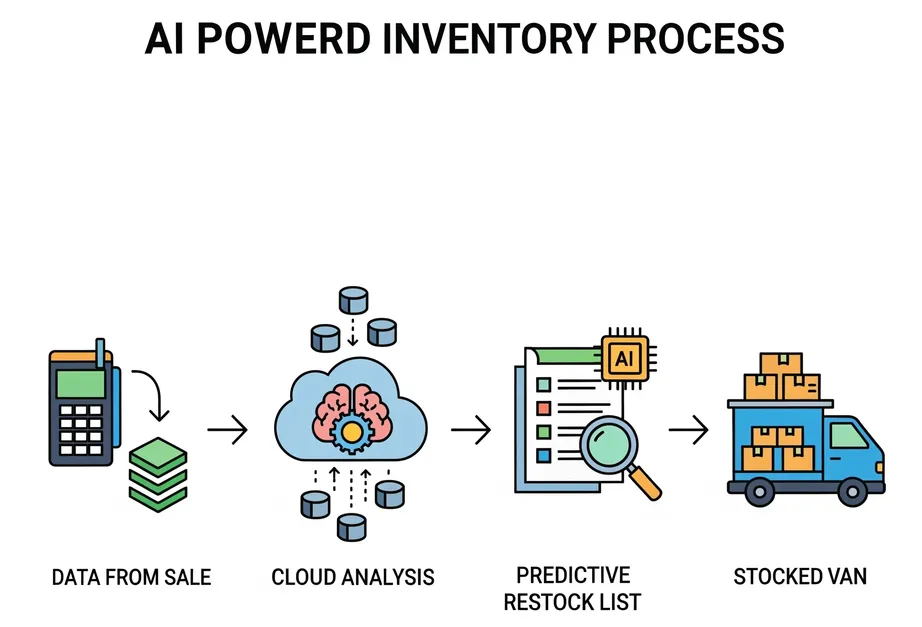 AI POWERD INVENTORY PROCESS
AI
DATA FROM SALE
CLOUD ANALYSIS
PREDICTIVE
RESTOCK LIST
STOCKED VAN